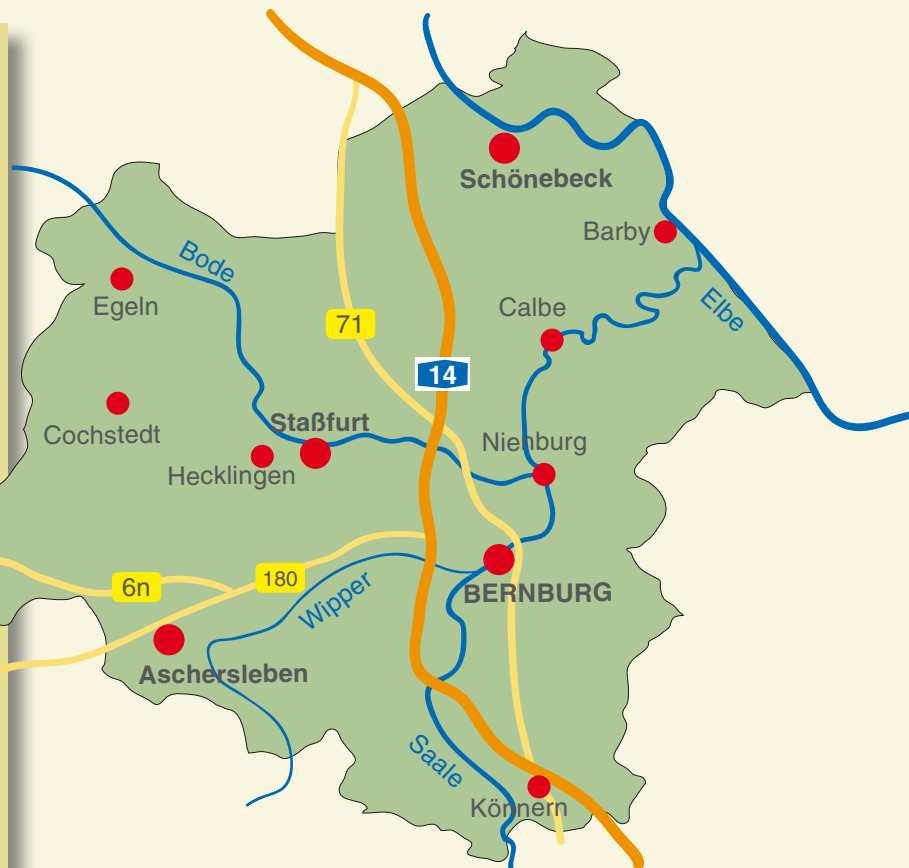 Schönebeck
Barby
Bode
Egeln
Elbe
Calbe
71
14
Cochstedt
Staßfurt
Nienburg
Hecklingen
180
6n
Wipper
BERNBURG
Aschersleben
Saale
Könnern